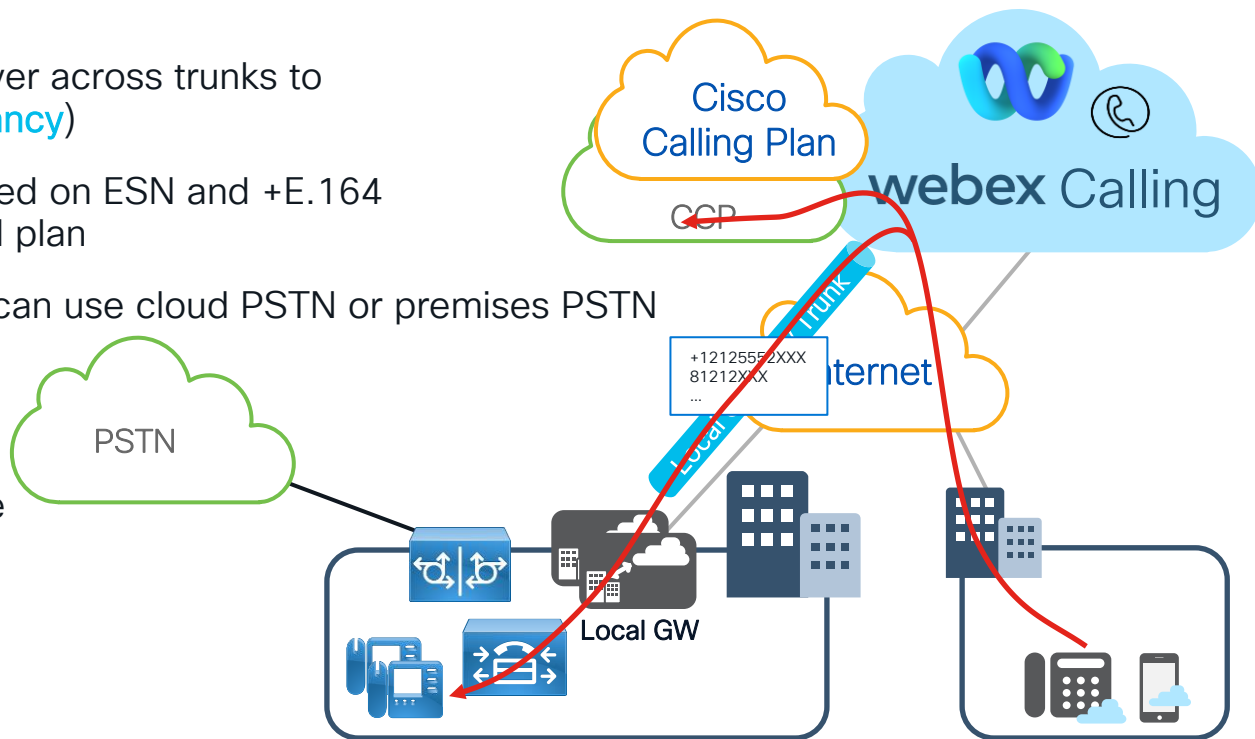 ver across trunks to
ancy)
ed on ESN and +E.164
l plan
can use cloud PSTN or premises PSTN
e
Cisco
Calling Plan
CCP
webex Calling
Trunk
+12125552XXX
81212XXX
...
nternet
Local
PSTN
Local GW